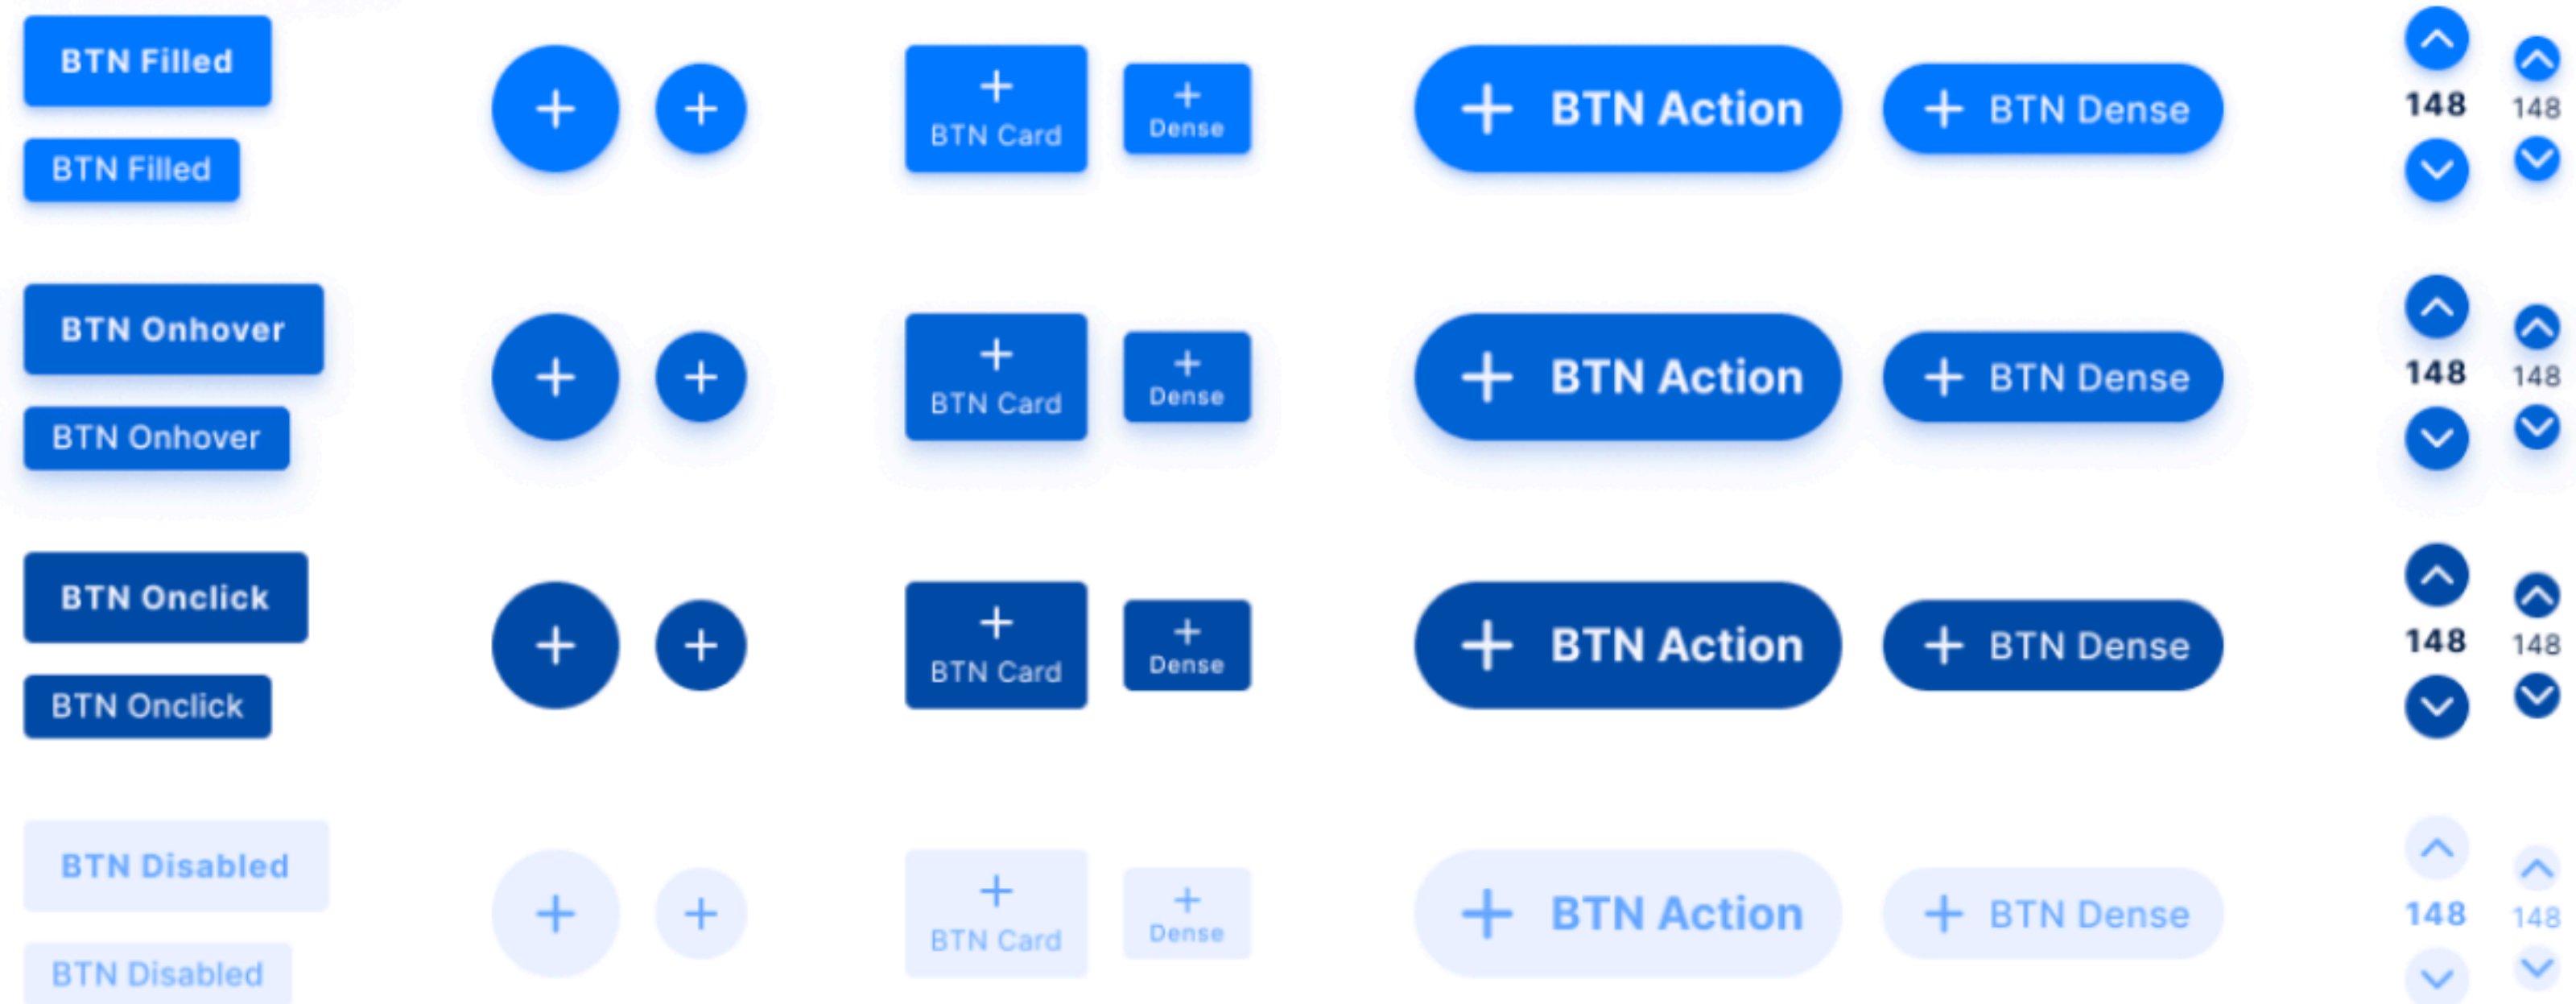 BTN Filled
BTN Filled
BTN Card
Dense
BTN Action
BTN Dense
148
148
BTN Onhover
BTN Onhover
BTN Card
Dense
BTN Action
BTN Dense
148
148
BTN Onclick
BTN Onclick
BTN Card
Dense
BTN Action
BTN Dense
148
148
BTN Disabled
BTN Disabled
BTN Card
Dense
BTN Action
BTN Dense
148
148